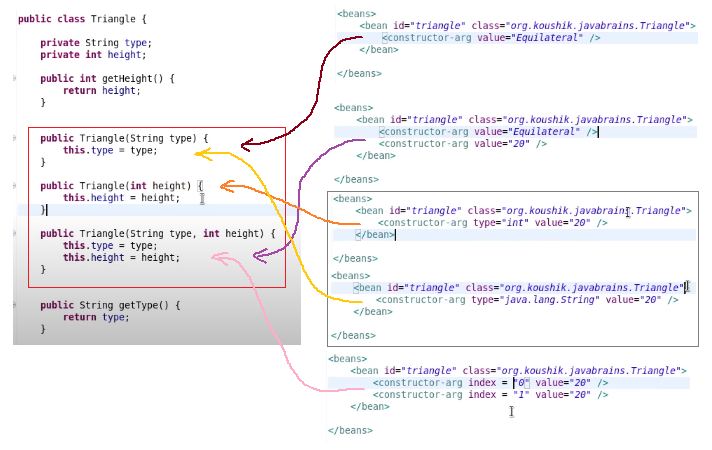 public class Triangle {
private String type;
private int height;
public int getHeight() {
return height;
}
public Triangle(String type) {
this.type = type;
}
public Triangle(int height) {
this.height = height;
}
public Triangle(String type, int height) {
this.type = type;
this.height = height;
}
public String getType() {
return type;
}
<beans>
<bean id="triangle" class="org.koushik.javabrains.Triangle">
<constructor-arg value="Equilateral" />
</bean>
</beans>
<beans>
<bean id="triangle" class="org.koushik.javabrains.Triangle">
<constructor-arg value="Equilateral" />
<constructor-arg value="20" />
</bean>
</beans>
<beans>
<bean id="triangle" class="org.koushik.javabrains.Triangle">
<constructor-arg type="int" value="20" />
</bean>
</beans>
<beans>
<bean id="triangle" class="org.koushik.javabrains.Triangle">
<constructor-arg type="java.lang.String" value="20" />
</bean>
</beans>
<beans>
<bean id="triangle" class="org.koushik.javabrains.Triangle">
<constructor-arg index = "0" value="20" />
<constructor-arg index = "1" value="20" />
</bean>
</beans>